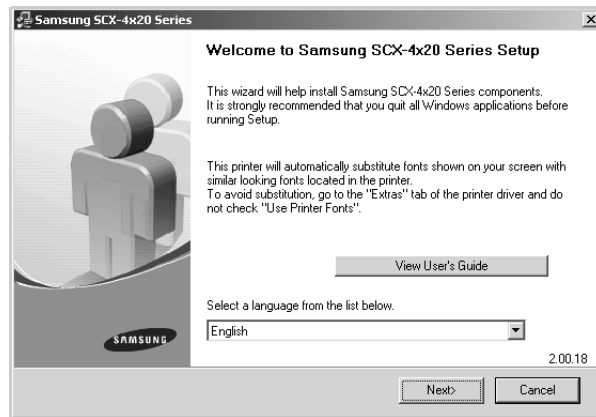 Samsung SCX-4x20 Series
Welcome to Samsung SCX-4x20 Series Setup
This wizard will help install Samsung SCX-4x20 Series components.
It is strongly recommended that you quit all Windows applications before
running Setup.
This printer will automatically substitute fonts shown on your screen with
similar looking fonts located in the printer.
To avoid substitution, go to the "Extras" tab of the printer driver and do
not check "Use Printer Fonts".
View User's Guide
Select a language from the list below.
English
SAMSUNG
2.00.18
Next>
Cancel